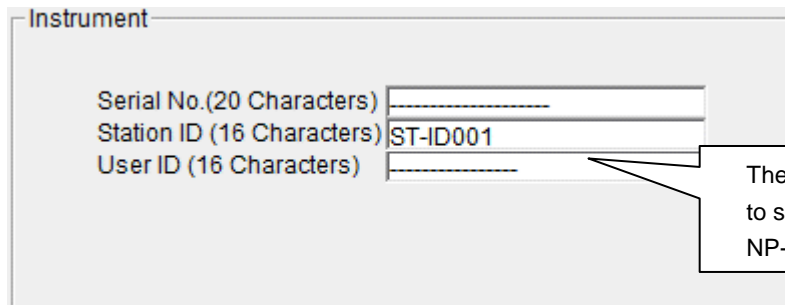 Instrument
Serial No.(20 Characters) --------------------
Station ID (16 Characters) ST-ID001
User ID (16 Characters) ----------------
The
to s
NP-